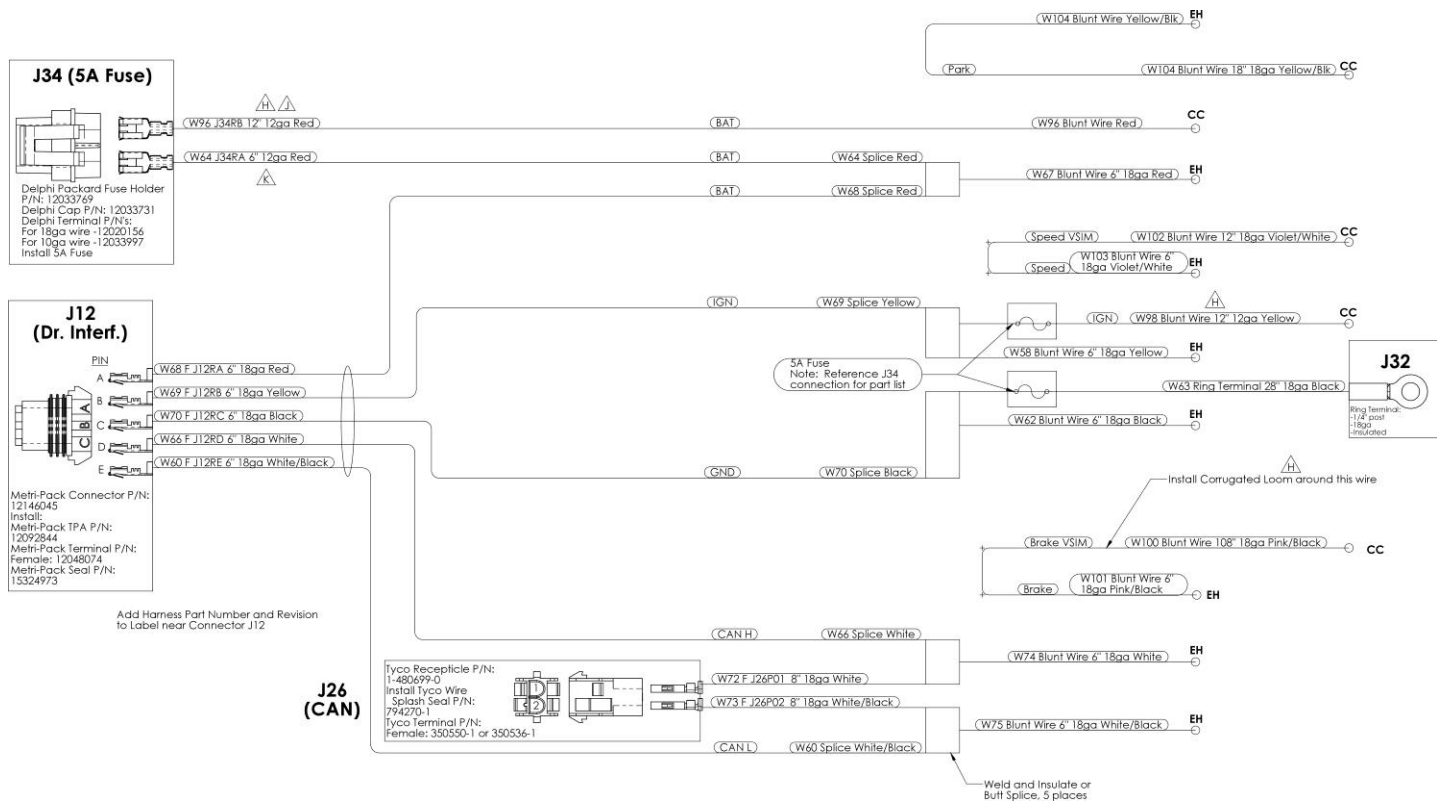 W104 Blunt Wire Yellow/Blk EH
Park
W104 Blunt Wire 18" 18ga Yellow/Blk CC
J34 (5A Fuse)
Delphi Packard Fuse Holder
P/N: 12033769
Delphi Cap P/N: 12033731
Delphi Terminal P/N's:
For 18ga wire -12020156
For 10ga wire -12033997
Install 5A Fuse
H J
W96 J34RB 12" 12ga Red
BAT
W96 Blunt Wire Red
CC
W64 J34RA 6" 12ga Red
K
BAT
W64 Splice Red
W67 Blunt Wire 6" 18ga Red EH
BAT
W68 Splice Red
Speed VSIM
W102 Blunt Wire 12" 18ga Violet/White CC
Speed
W103 Blunt Wire 6"
18ga Violet/White
EH
J12
(Dr. Interf.)
PIN
A
B
C
D
E
C B A
W68 F J12RA 6" 18ga Red
W69 F J12RB 6" 18ga Yellow
W70 F J12RC 6" 18ga Black
W66 F J12RD 6" 18ga White
W60 F J12RE 6" 18ga White/Black
Metri-Pack Connector P/N:
12146045
Install:
Metri-Pack TPA P/N:
12092844
Metri-Pack Terminal P/N:
Female: 12048074
Metri-Pack Seal P/N:
15324973
Add Harness Part Number and Revision
to Label near Connector J12
IGN
W69 Splice Yellow
H
IGN
W98 Blunt Wire 12" 12ga Yellow
CC
W58 Blunt Wire 6" 18ga Yellow
EH
5A Fuse
Note: Reference J34
connection for part list
W63 Ring Terminal 28" 18ga Black
J32
Ring Terminal:
-1/4" post
-18ga
-Insulated
W62 Blunt Wire 6" 18ga Black
EH
GND
W70 Splice Black
H
Install Corrugated Loom around this wire
Brake VSIM
W100 Blunt Wire 108" 18ga Pink/Black
CC
Brake
W101 Blunt Wire 6"
18ga Pink/Black
EH
CAN H
W66 Splice White
W74 Blunt Wire 6" 18ga White
EH
J26
(CAN)
Tyco Recepticle P/N:
1-480699-0
Install Tyco Wire
Splash Seal P/N:
794270-1
Tyco Terminal P/N:
Female: 350550-1 or 350536-1
1
2
W72 F J26P01 8" 18ga White
W73 F J26P02 8" 18ga White/Black
W75 Blunt Wire 6" 18ga White/Black
EH
CAN L
W60 Splice White/Black
Weld and Insulate or
Butt Splice, 5 places